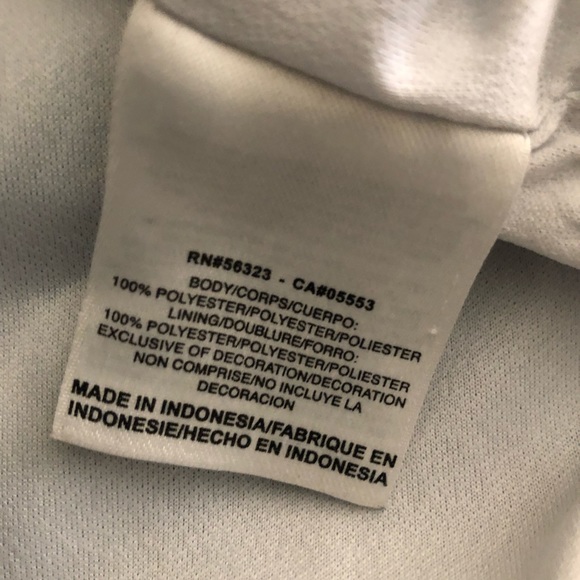 RN#56323 - CA#05553
BODY/CORPS/CUERPO:
100% POLYESTER/POLYESTER/POLIESTER
LINING/DOUBLURE/FORRO:
100% POLYESTER/POLYESTER/POLIESTER
EXCLUSIVE OF DECORATION/DECORATION
NON COMPRISE/NO INCLUYE LA
DECORACION
MADE IN INDONESIA/FABRIQUE EN
INDONESIE/HECHO EN INDONESIA